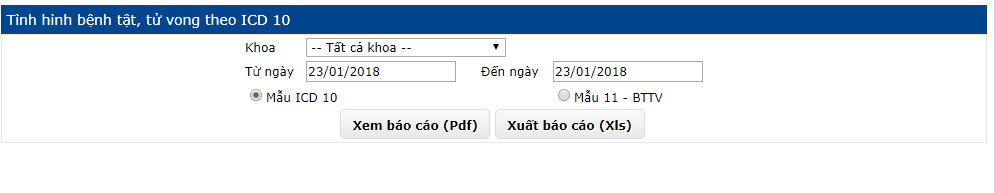 Tình hình bệnh tật, tử vong theo ICD 10
Khoa -- Tất cả khoa --
Từ ngày 23/01/2018 Đến ngày 23/01/2018
Mẫu ICD 10 Mẫu 11 - BTTV
Xem báo cáo (Pdf) Xuất báo cáo (Xls)